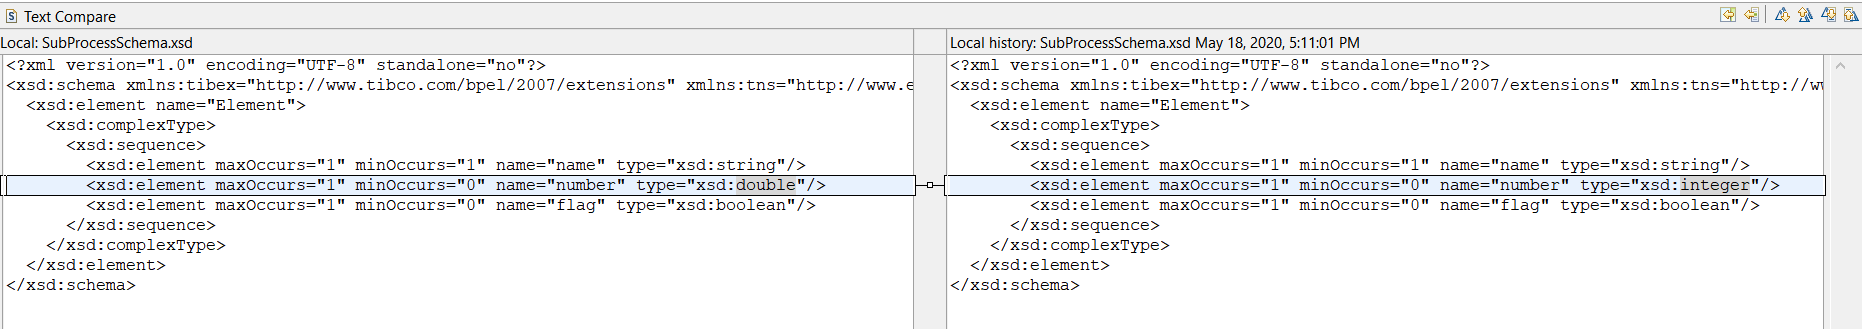 Text Compare
Local: SubProcessSchema.xsd
<?xml version="1.0" encoding="UTF-8" standalone="no"?>
<xsd:schema xmlns:tibex="http://www.tibco.com/bpel/2007/extensions" xmlns:tns="http://www.e
<xsd:element name="Element">
<xsd:complexType>
<xsd:sequence>
<xsd:element maxOccurs="1" minOccurs="1" name="name" type="xsd:string"/>
<xsd:element maxOccurs="1" minOccurs="0" name="number" type="xsd:double"/>
<xsd:element maxOccurs="1" minOccurs="0" name="flag" type="xsd:boolean"/>
</xsd:sequence>
</xsd:complexType>
</xsd:element>
</xsd:schema>
Local history: SubProcessSchema.xsd May 18, 2020, 5:11:01 PM
<?xml version="1.0" encoding="UTF-8" standalone="no"?>
<xsd:schema xmlns:tibex="http://www.tibco.com/bpel/2007/extensions" xmlns:tns="http://w
<xsd:element name="Element">
<xsd:complexType>
<xsd:sequence>
<xsd:element maxOccurs="1" minOccurs="1" name="name" type="xsd:string"/>
<xsd:element maxOccurs="1" minOccurs="0" name="number" type="xsd:integer"/>
<xsd:element maxOccurs="1" minOccurs="0" name="flag" type="xsd:boolean"/>
</xsd:sequence>
</xsd:complexType>
</xsd:element>
</xsd:schema>